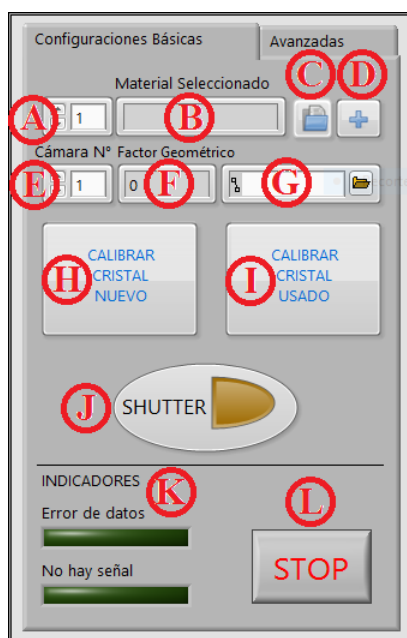 Configuraciones Básicas
Avanzadas
Material Seleccionado
C
D
A
1
B
Cámara Nº Factor Geométrico
E
1
0
F
G
CALIBRAR
CRISTAL
NUEVO
H
CALIBRAR
CRISTAL
USADO
I
J
SHUTTER
INDICADORES
K
Error de datos
No hay señal
L
STOP